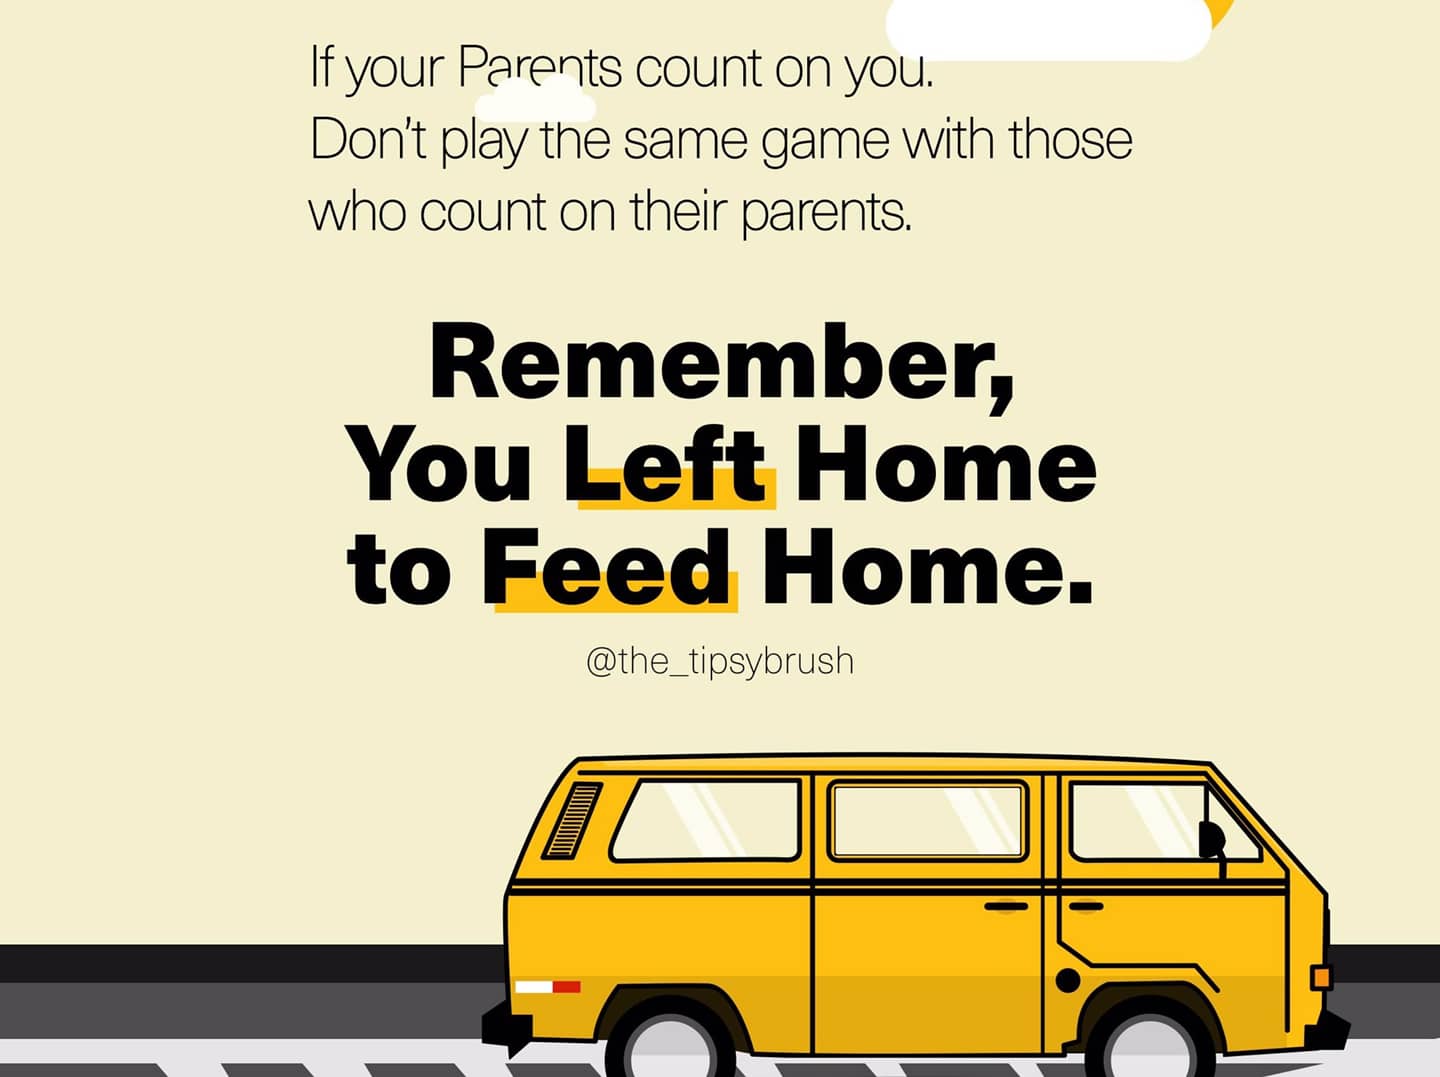 If your Parents count on you.
Don't play the same game with those
who count on their parents.
Remember,
You Left Home
to Feed Home.
@the_tipsybrush